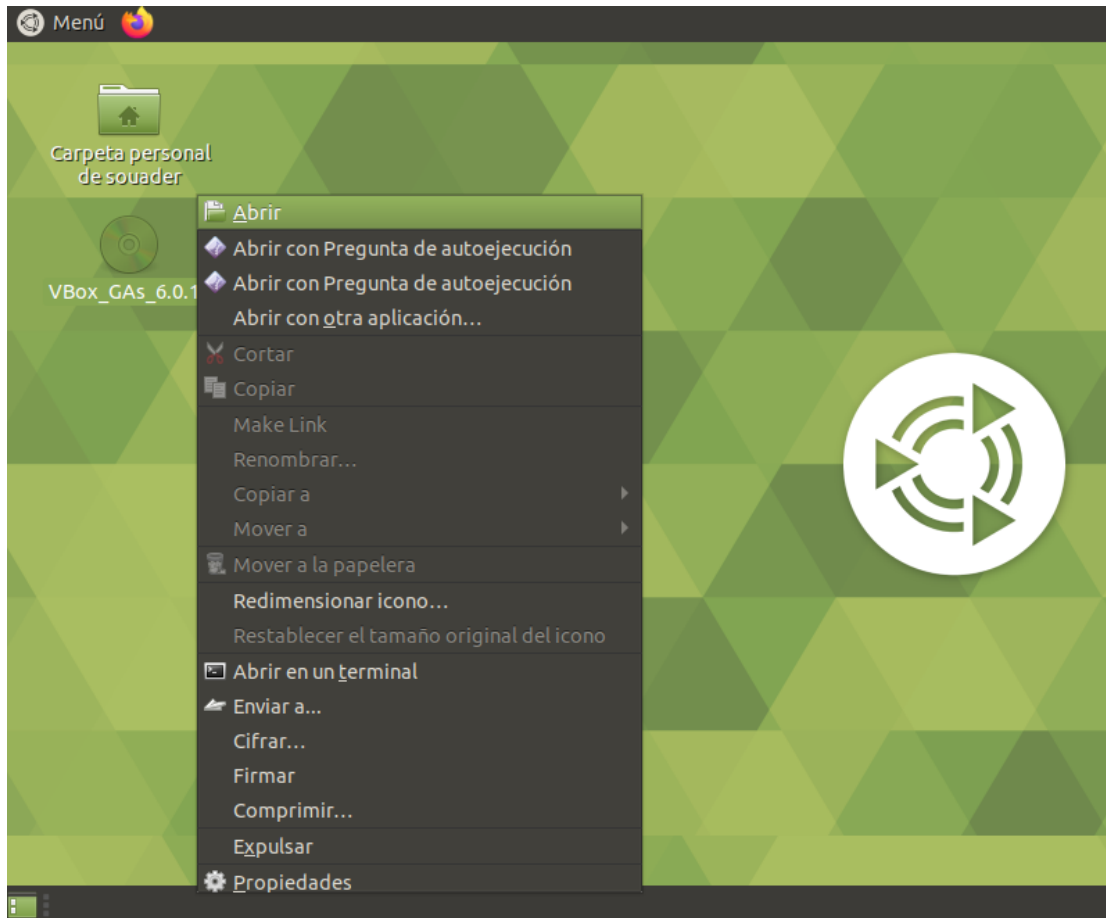 Menú
Carpeta personal
de souader
VBox_GAs_6.0.1
Abrir
Abrir con Pregunta de autoejecución
Abrir con Pregunta de autoejecución
Abrir con otra aplicación…
Cortar
Copiar
Make Link
Renombrar…
Copiar a
Mover a
Mover a la papelera
Redimensionar icono…
Restablecer el tamaño original del icono
Abrir en un terminal
Enviar a...
Cifrar…
Firmar
Comprimir…
Expulsar
Propiedades